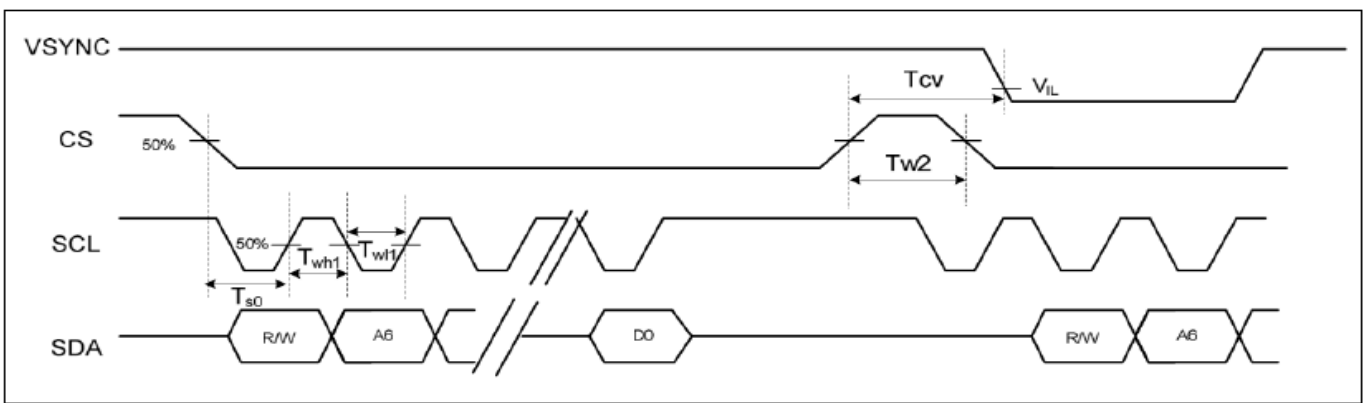 VSYNC
Tcv
VIL
CS
50%
Tw2
SCL
50%
Twh1
Twl1
Ts0
SDA
R/W
A6
D0
R/W
A6